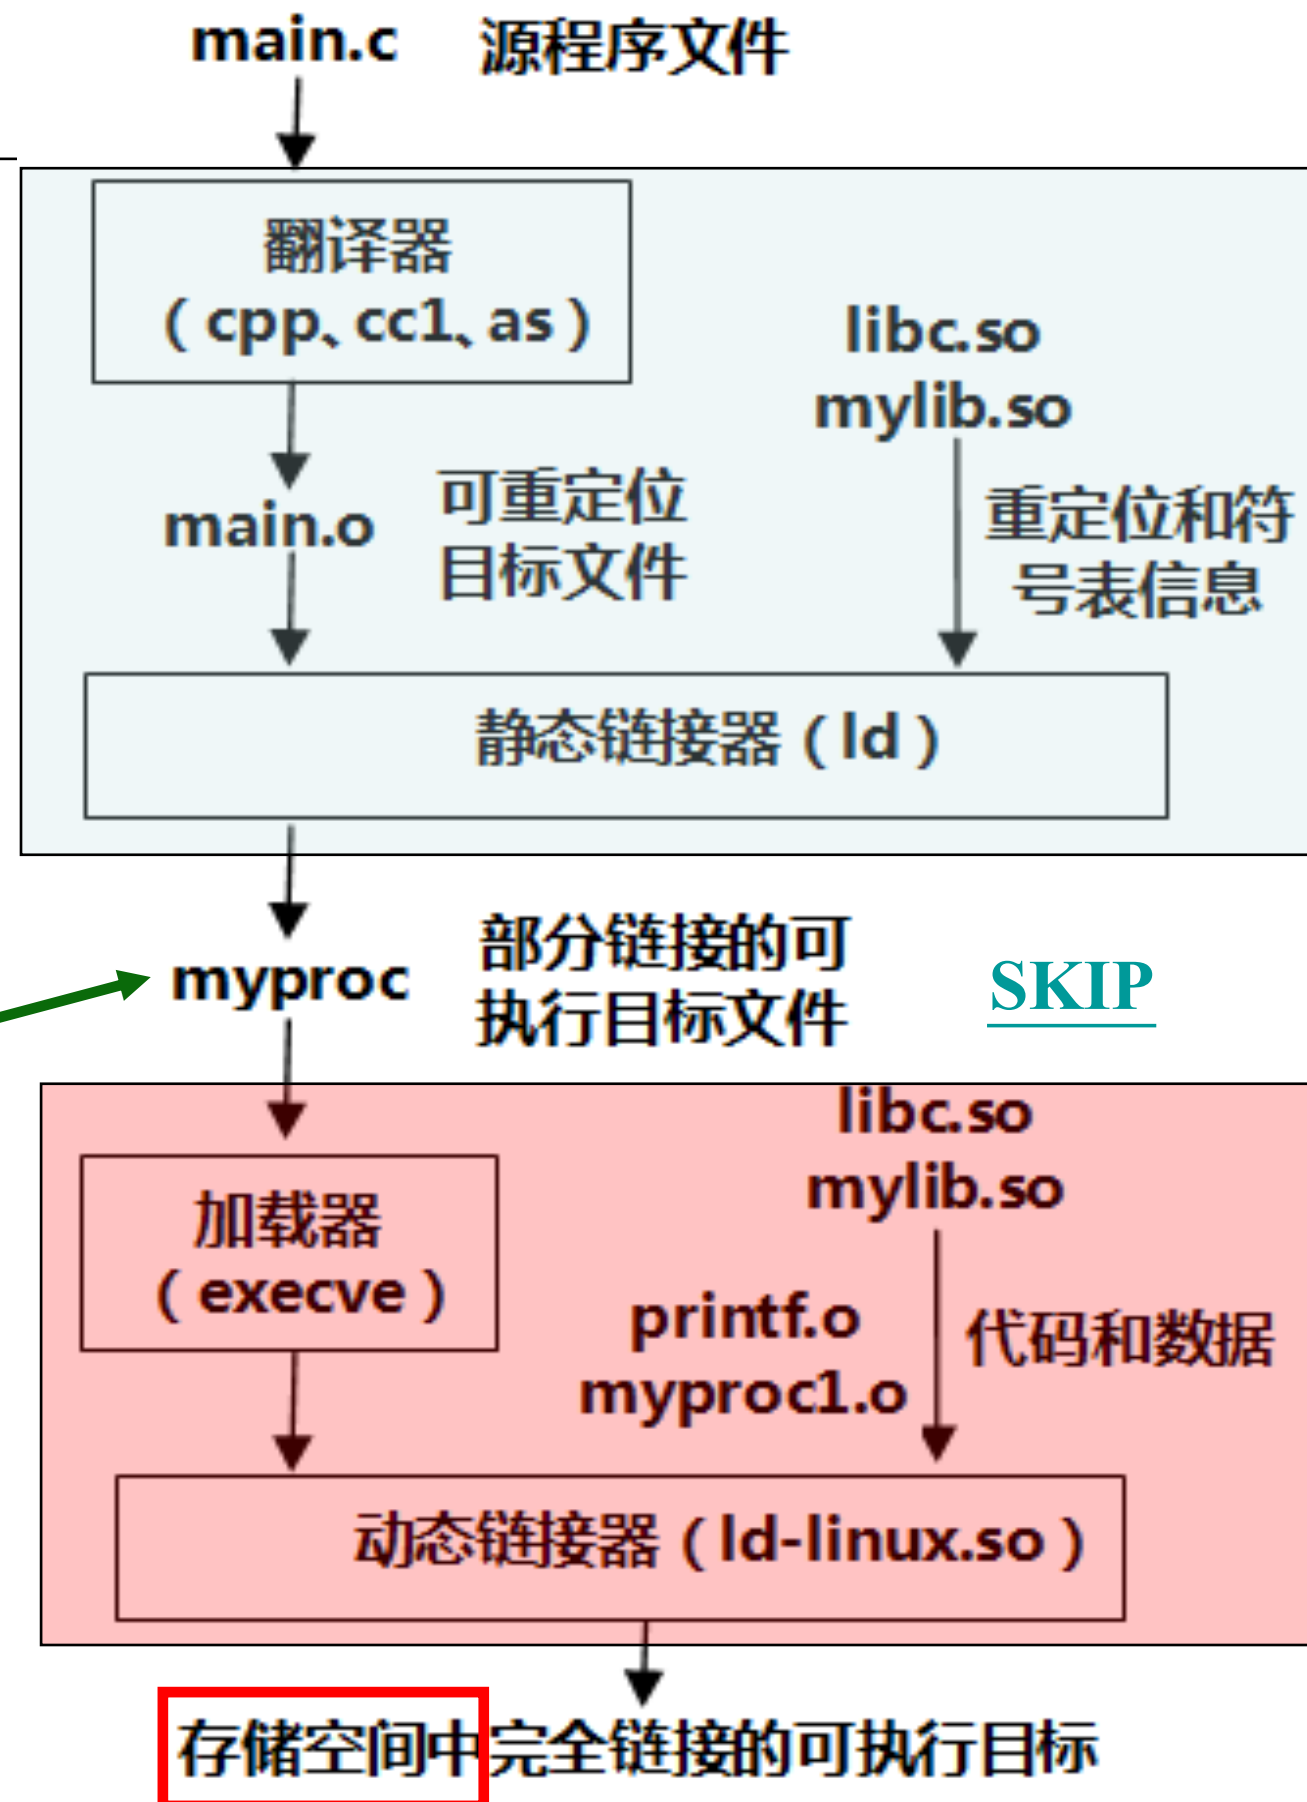 main.c 源程序文件
翻译器
（cpp、cc1、as）
libc.so
mylib.so
main.o
可重定位
目标文件
重定位和符
号表信息
静态链接器（ld）
myproc
部分链接的可
执行目标文件
SKIP
加载器
（execve）
libc.so
mylib.so
printf.o
myproc1.o
代码和数据
动态链接器（ld-linux.so）
存储空间中完全链接的可执行目标